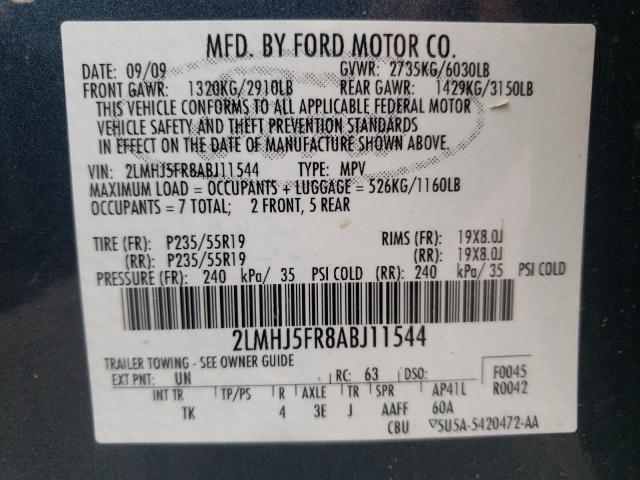 MFD. BY FORD MOTOR CO.
DATE: 09/09 GVWR: 2735KG/6030LB
FRONT GAWR: 1320KG/2910LB REAR GAWR: 1429KG/3150LB
THIS VEHICLE CONFORMS TO ALL APPLICABLE FEDERAL MOTOR
VEHICLE SAFETY AND THEFT PREVENTION STANDARDS
IN EFFECT ON THE DATE OF MANUFACTURE SHOWN ABOVE.
VIN: 2LMHJ5FR8ABJ11544 TYPE: MPV
MAXIMUM LOAD = OCCUPANTS + LUGGAGE = 526KG/1160LB
OCCUPANTS = 7 TOTAL; 2 FRONT, 5 REAR
TIRE (FR): P235/55R19 RIMS (FR): 19X8.0J
(RR): P235/55R19 (RR): 19X8.0J
PRESSURE (FR): 240 kPa/ 35 PSI COLD (RR): 240 kPa/ 35 PSI COLD
2LMHJ5FR8ABJ11544
TRAILER TOWING - SEE OWNER GUIDE
EXT PNT: UN RC: 63 DSO: F0045
INT TR TP/PS R AXLE TR SPR AP41L R0042
TK 4 3E J AAFF 60A
CBU ▽5U5A-5420472-AA